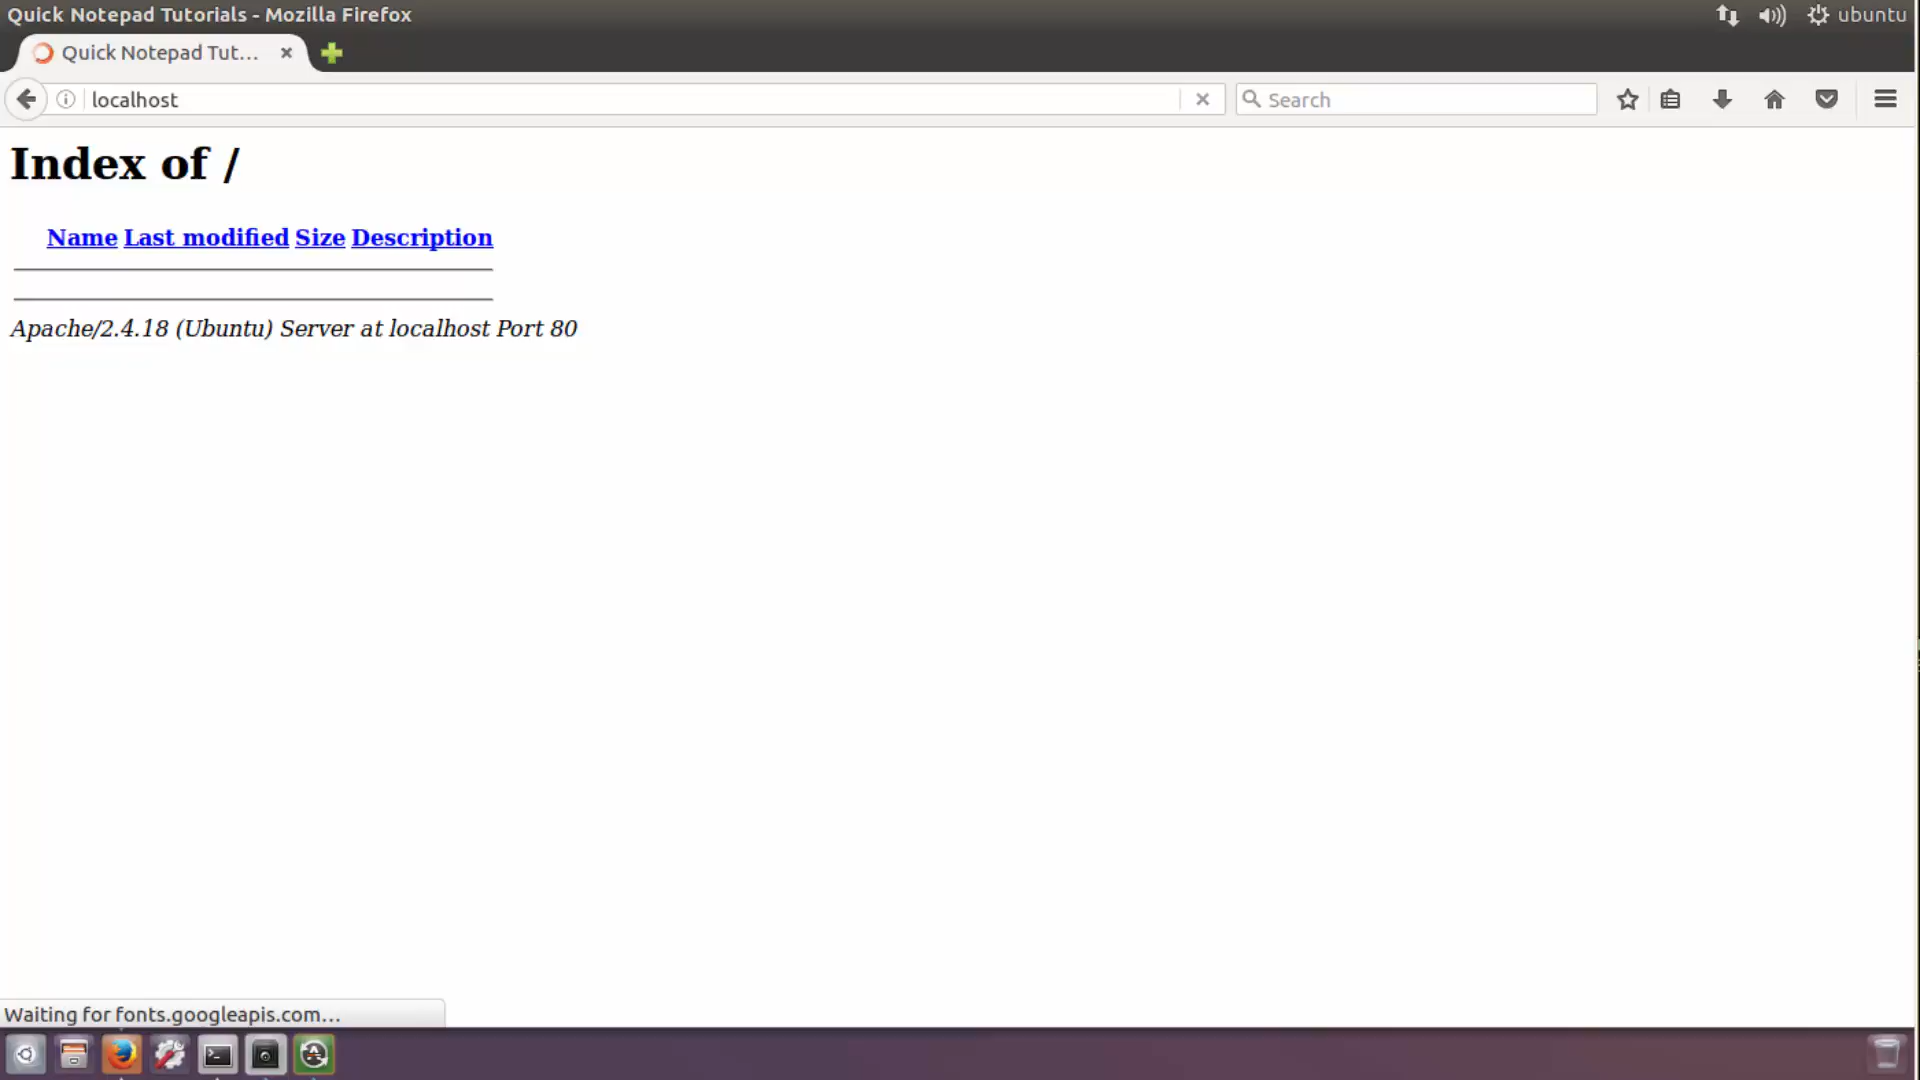 Quick Notepad Tutorials - Mozilla Firefox
ubuntu
Quick Notepad Tut...
localhost
Search
Index of /
Name Last modified Size Description
Apache/2.4.18 (Ubuntu) Server at localhost Port 80
Waiting for fonts.googleapis.com...